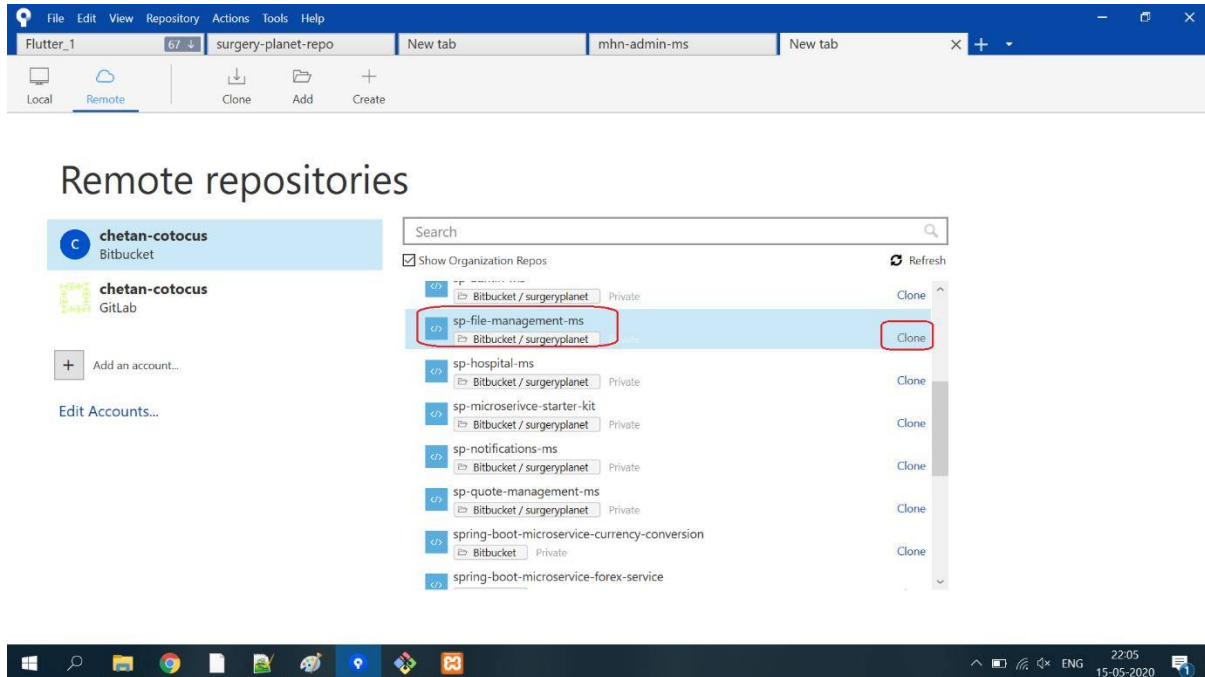 File Edit View Repository Actions Tools Help
Flutter_1 67 ↓ surgery-planet-repo New tab mhn-admin-ms New tab
Local Remote Clone Add Create
Remote repositories
C chetan-cotocus
Bitbucket
chetan-cotocus
GitLab
+ Add an account...
Edit Accounts...
Search
Show Organization Repos Refresh
Bitbucket / surgeryplanet Private Clone
sp-file-management-ms
Bitbucket / surgeryplanet Private Clone
sp-hospital-ms
Bitbucket / surgeryplanet Private Clone
sp-microserivce-starter-kit
Bitbucket / surgeryplanet Private Clone
sp-notifications-ms
Bitbucket / surgeryplanet Private Clone
sp-quote-management-ms
Bitbucket / surgeryplanet Private Clone
spring-boot-microservice-currency-conversion
Bitbucket Private Clone
spring-boot-microservice-forex-service
ENG 22:05
15-05-2020 1